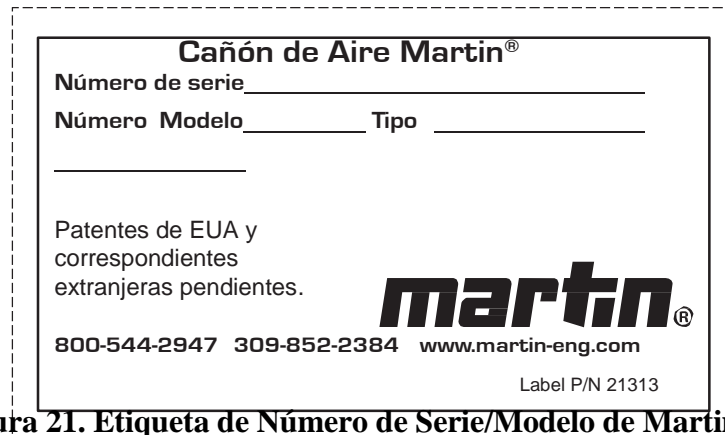 Cañón de Aire Martin®
Número de serie
Número Modelo Tipo
Patentes de EUA y
correspondientes
extranjeras pendientes.
martin®
800-544-2947 309-852-2384 www.martin-eng.com
Label P/N 21313
21. Etiqueta de Número de Serie/Modelo de